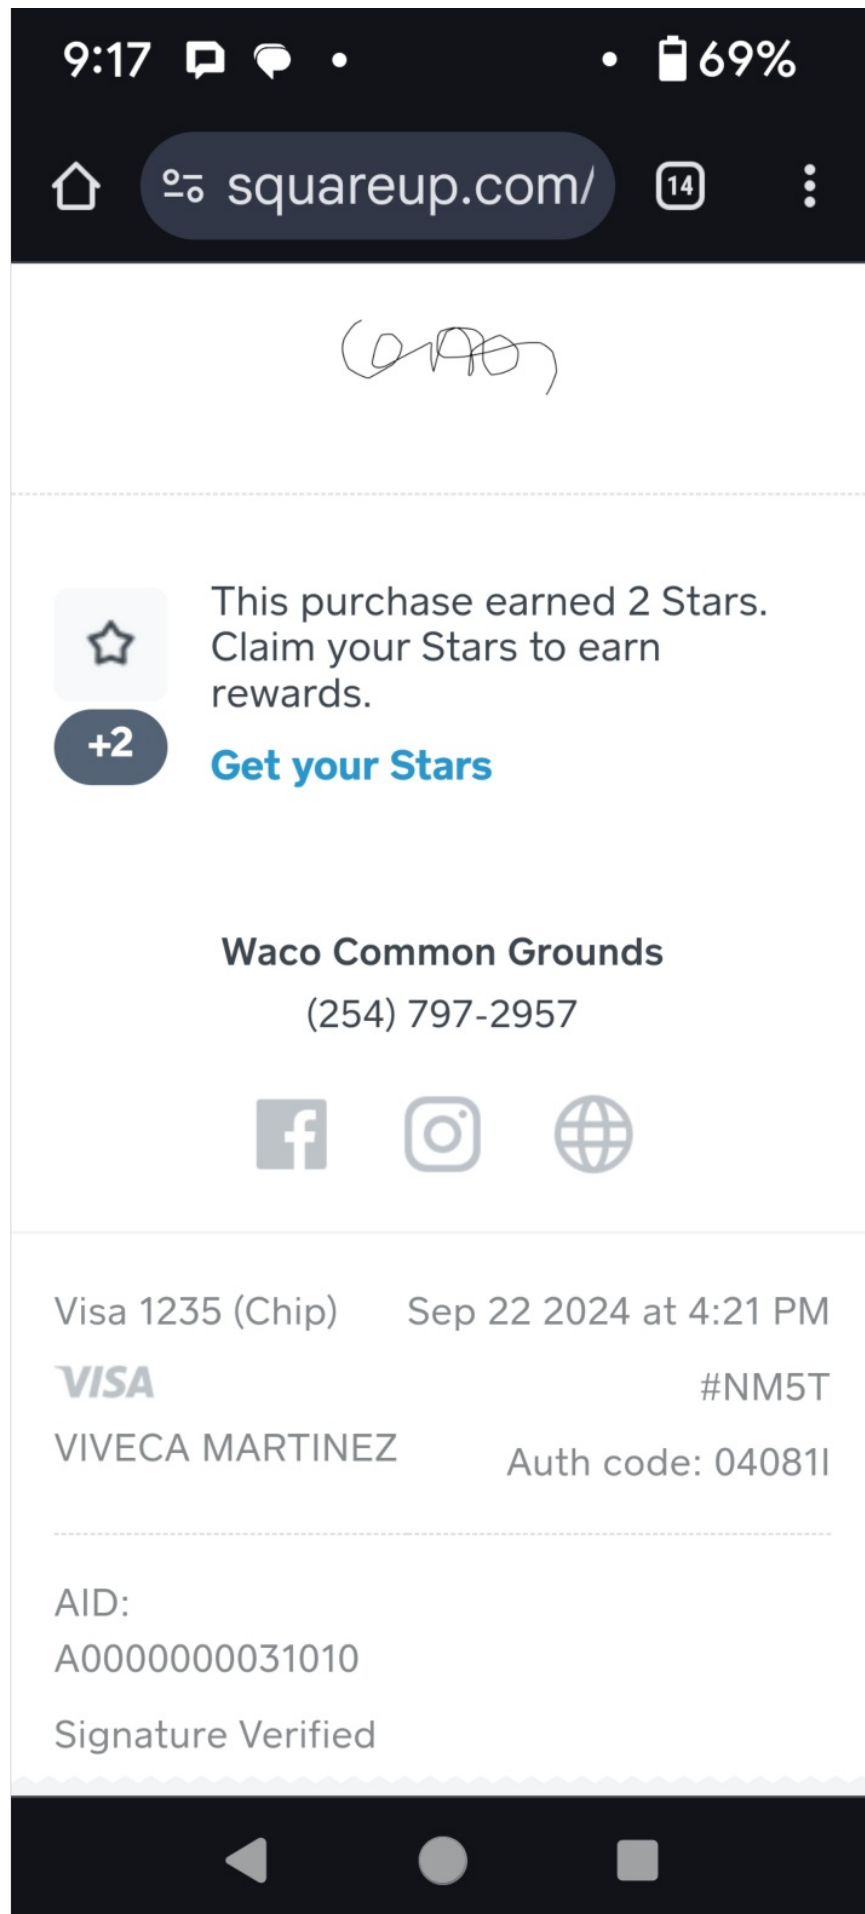 9:17
69%
squareup.com/
14
This purchase earned 2 Stars.
Claim your Stars to earn
rewards.
+2
Get your Stars
Waco Common Grounds
(254) 797-2957
Visa 1235 (Chip) Sep 22 2024 at 4:21 PM
VISA #NM5T
VIVECA MARTINEZ Auth code: 04081I
AID:
A0000000031010
Signature Verified